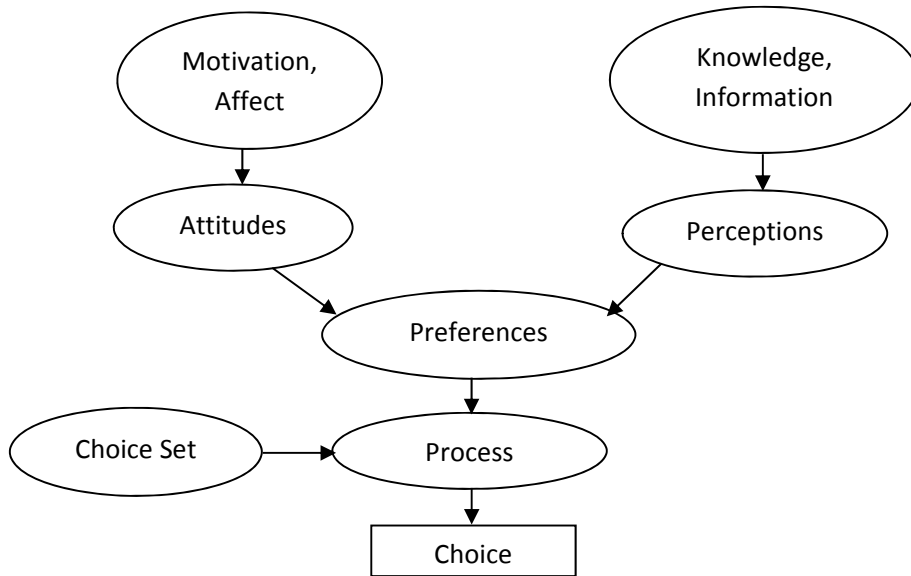 Motivation,
Affect
Knowledge,
Information
Attitudes
Perceptions
Preferences
Choice Set
Process
Choice